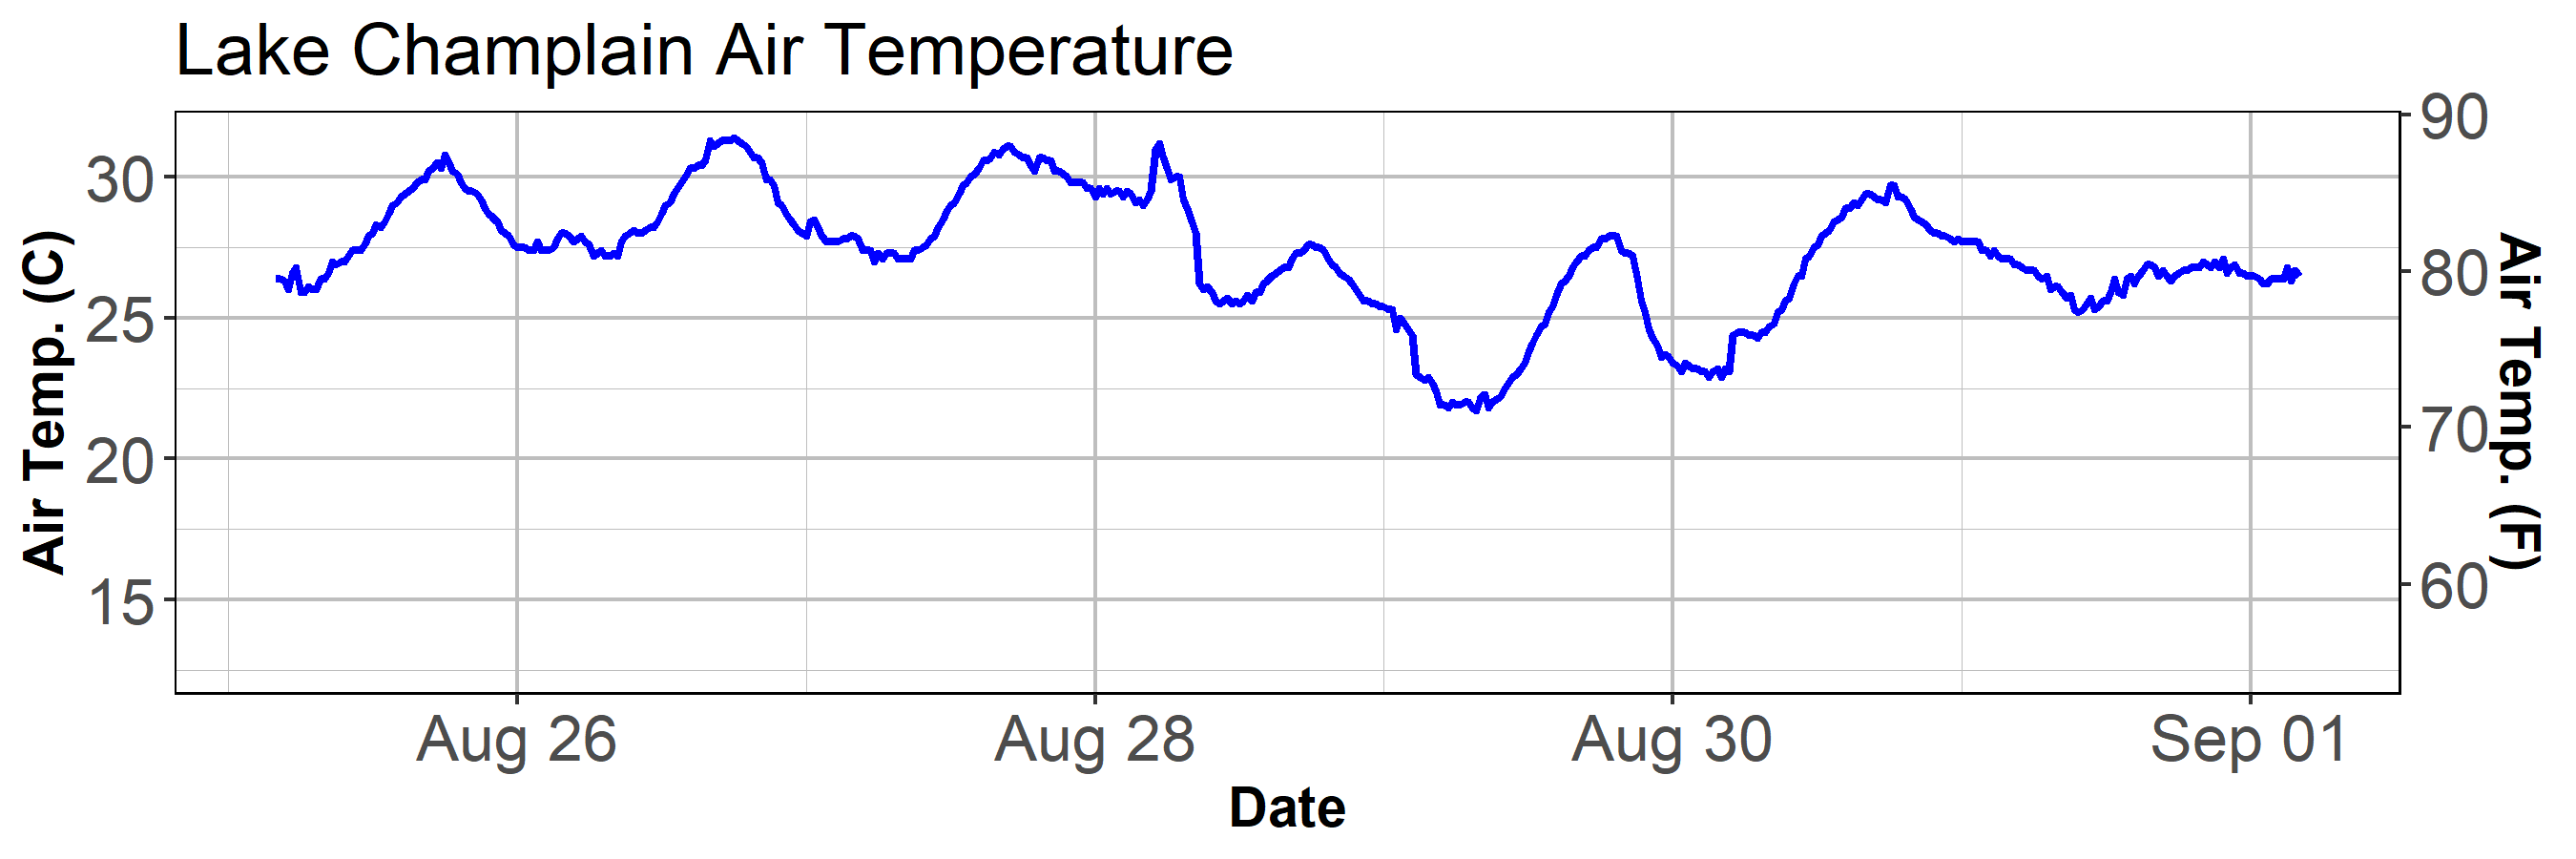 Lake Champlain Air Temperature
Air Temp. (C)
30
25
20
15
90
80
70
60
Air Temp. (F)
Aug 26
Aug 28
Aug 30
Sep 01
Date